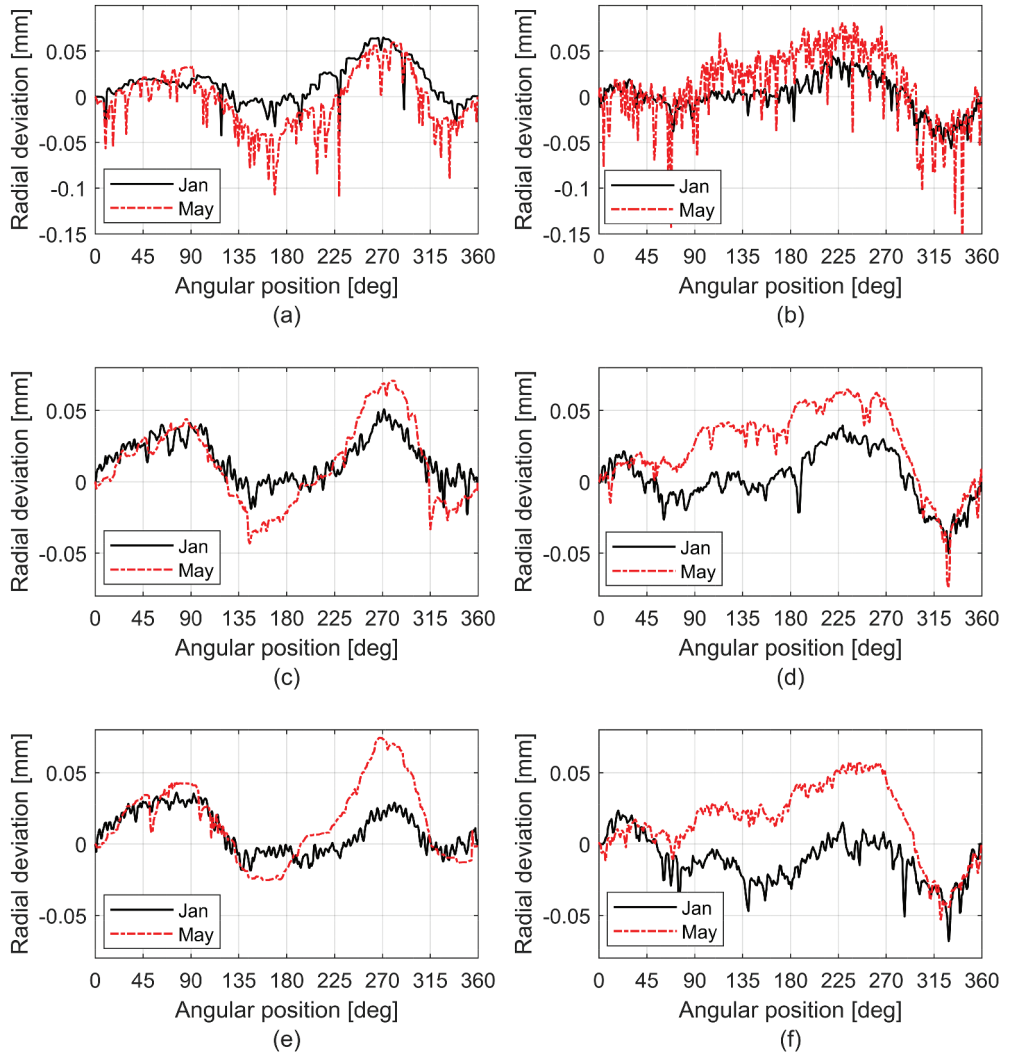 Radial deviation [mm]
0.05
0
-0.05
-0.1
-0.15
Jan
May
0 45 90 135 180 225 270 315 360
Angular position [deg]
(a)
Radial deviation [mm]
0.05
0
-0.05
-0.1
-0.15
Jan
May
0 45 90 135 180 225 270 315 360
Angular position [deg]
(b)
Radial deviation [mm]
0.05
0
-0.05
Jan
May
0 45 90 135 180 225 270 315 360
Angular position [deg]
(c)
Radial deviation [mm]
0.05
0
-0.05
Jan
May
0 45 90 135 180 225 270 315 360
Angular position [deg]
(d)
Radial deviation [mm]
0.05
0
-0.05
Jan
May
0 45 90 135 180 225 270 315 360
Angular position [deg]
(e)
Radial deviation [mm]
0.05
0
-0.05
Jan
May
0 45 90 135 180 225 270 315 360
Angular position [deg]
(f)